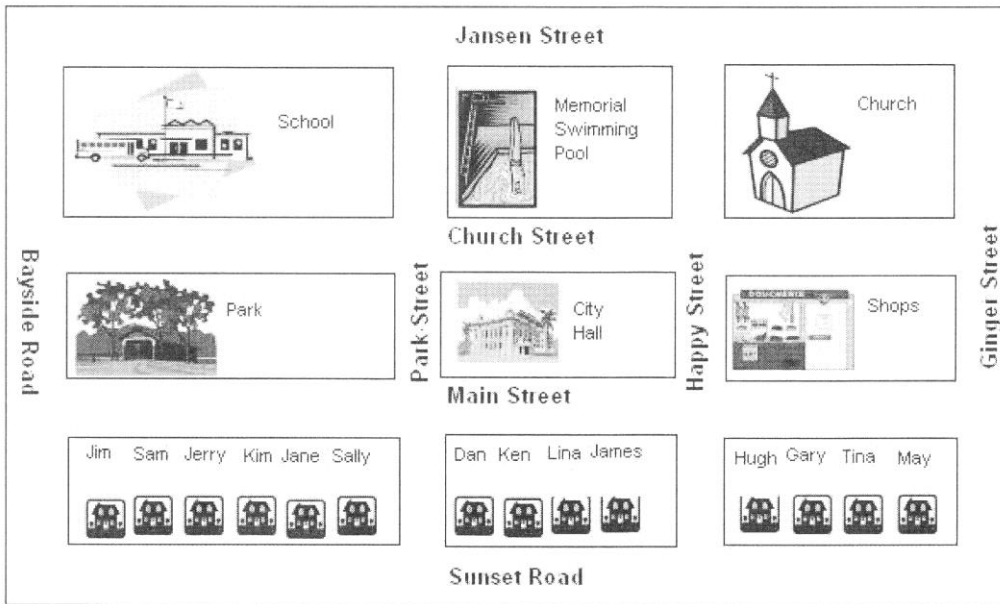 Jansen Street
School
Memorial
Swimming
Pool
Church
Church Street
Bayside Road
Park Street
Happy Street
Ginger Street
Park
City
Hall
Shops
Main Street
Jim Sam Jerry Kim Jane Sally
Dan Ken Lina James
Hugh Gary Tina May
Sunset Road